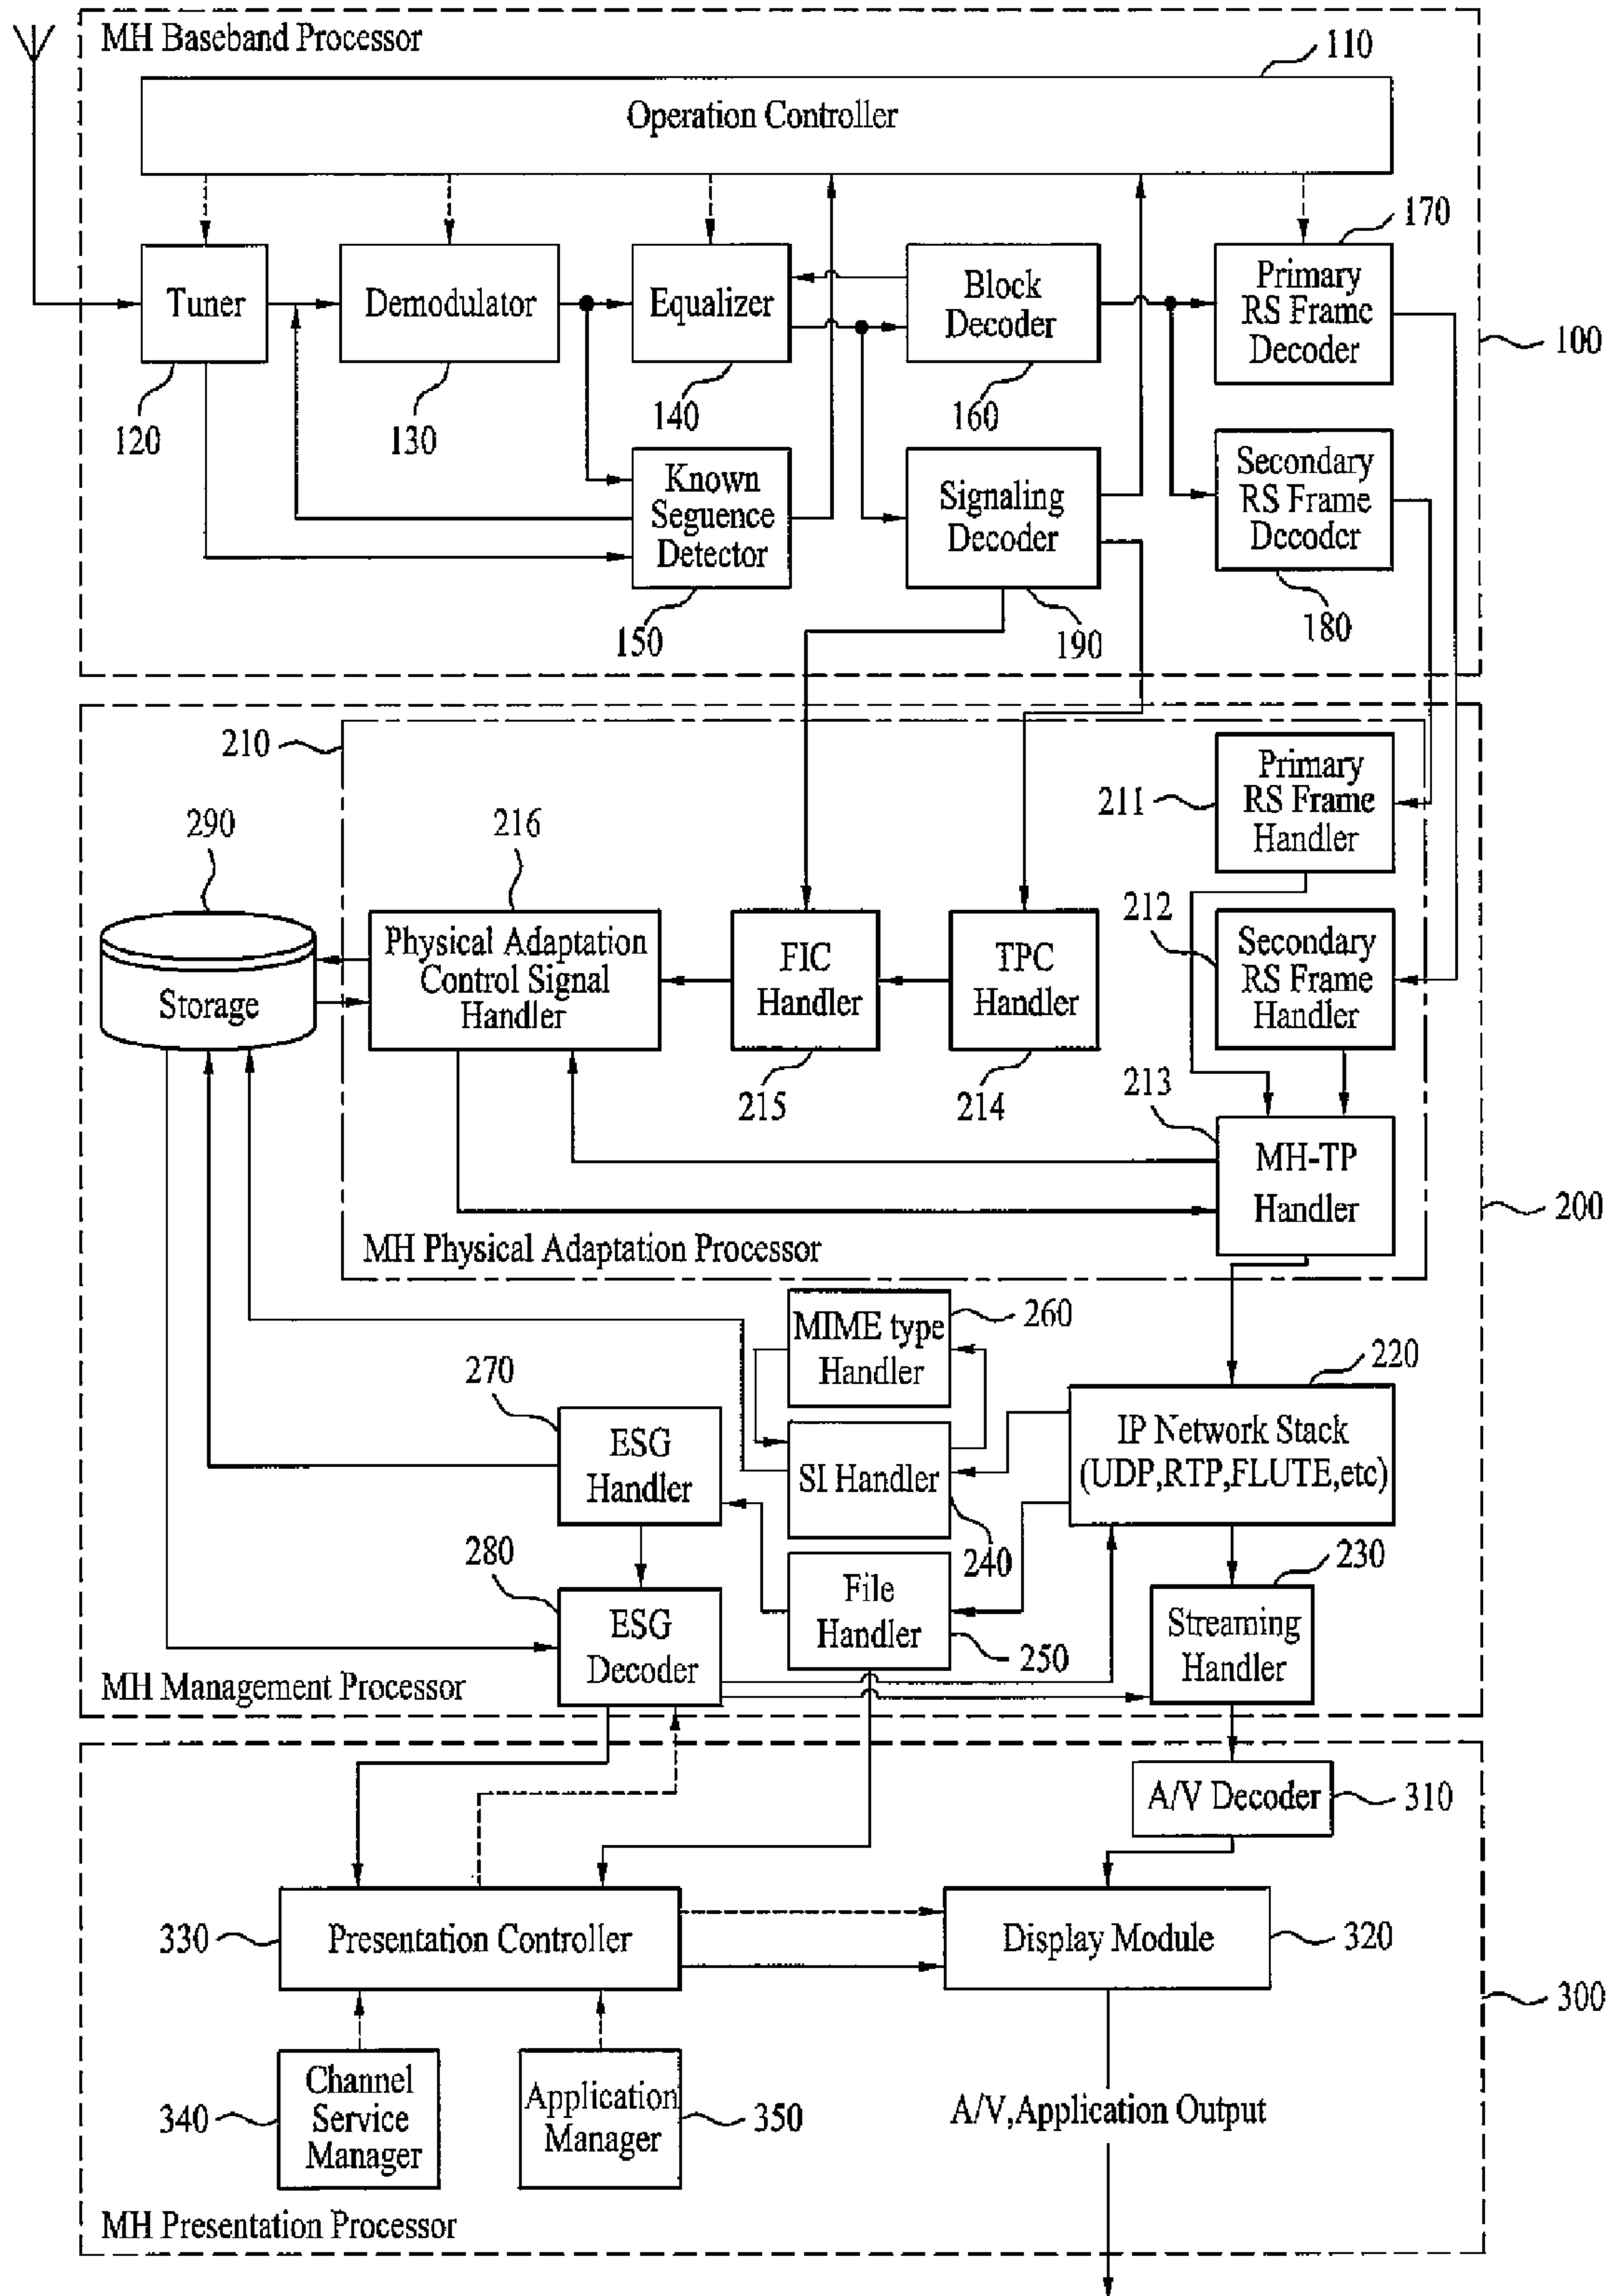 MH Baseband Processor
110
Operation Controller
170
Tuner
Demodulator
Equalizer
Block
Decoder
Primary
RS Frame
Decoder
100
120
130
140
160
Known
Seguence
Detector
Signaling
Decoder
Secondary
RS Frame
Decoder
150
190
180
210
Primary
RS Frame
Handler
211
290
216
212
Storage
Physical Adaptation
Control Signal
Handler
FIC
Handler
TPC
Handler
Secondary
RS Frame
Handler
215
214
213
MH-TP
Handler
200
MH Physical Adaptation Processor
MIME type
Handler
260
220
270
ESG
Handler
SI Handler
IP Network Stack
(UDP,RTP,FLUTE,etc)
280
240
230
ESG
Decoder
File
Handler
250
Streaming
Handler
MH Management Processor
A/V Decoder
310
330
Presentation Controller
Display Module
320
300
340
Channel
Service
Manager
Application
Manager
350
A/V,Application Output
MH Presentation Processor